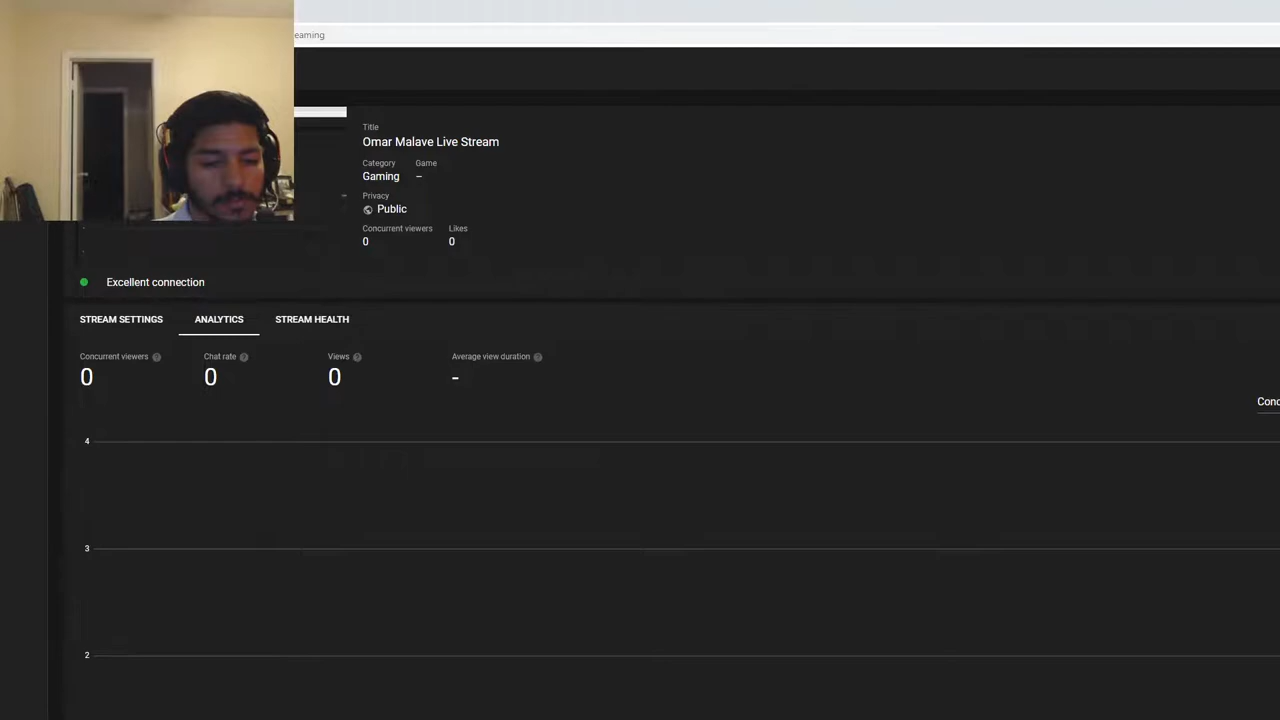 eaming
Title
Omar Malave Live Stream
Category Game
Gaming –
Privacy
Public
Concurrent viewers Likes
0 0
Excellent connection
STREAM SETTINGS ANALYTICS STREAM HEALTH
Concurrent viewers ? Chat rate ? Views ? Average view duration ?
0 0 0 -
Conc
4
3
2